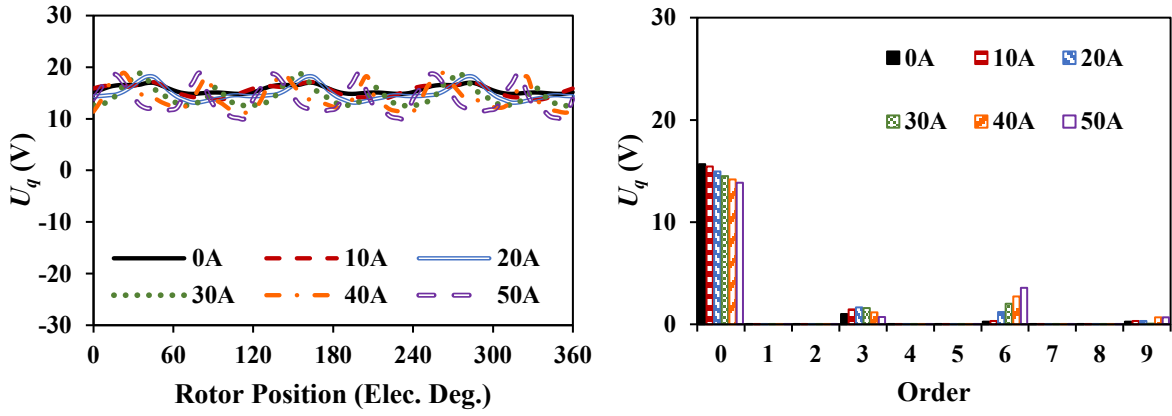 30
20
10
0
-10
-20
-30
U_q (V)
0A 10A 20A
30A 40A 50A
0 60 120 180 240 300 360
Rotor Position (Elec. Deg.)
30
20
10
0
U_q (V)
0A 10A 20A
30A 40A 50A
0 1 2 3 4 5 6 7 8 9
Order